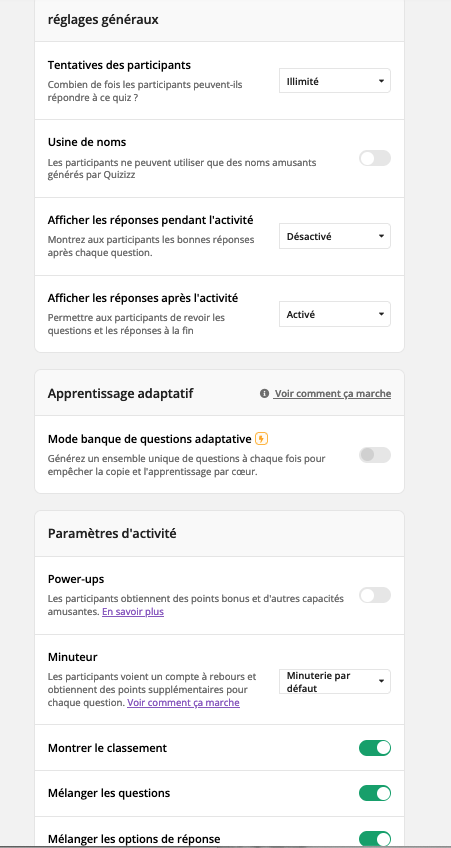 réglages généraux
Tentatives des participants
Combien de fois les participants peuvent-ils
répondre à ce quiz ?
Illimité
Usine de noms
Les participants ne peuvent utiliser que des noms amusants
générés par Quizizz
Afficher les réponses pendant l'activité
Montrez aux participants les bonnes réponses
après chaque question.
Désactivé
Afficher les réponses après l'activité
Permettre aux participants de revoir les
questions et les réponses à la fin
Activé
Apprentissage adaptatif
Voir comment ça marche
Mode banque de questions adaptative
Générez un ensemble unique de questions à chaque fois pour
empêcher la copie et l'apprentissage par cœur.
Paramètres d'activité
Power-ups
Les participants obtiennent des points bonus et d'autres capacités
amusantes. En savoir plus
Minuteur
Les participants voient un compte à rebours et
obtiennent des points supplémentaires pour
chaque question. Voir comment ça marche
Minuterie par
défaut
Montrer le classement
Mélanger les questions
Mélanger les options de réponse